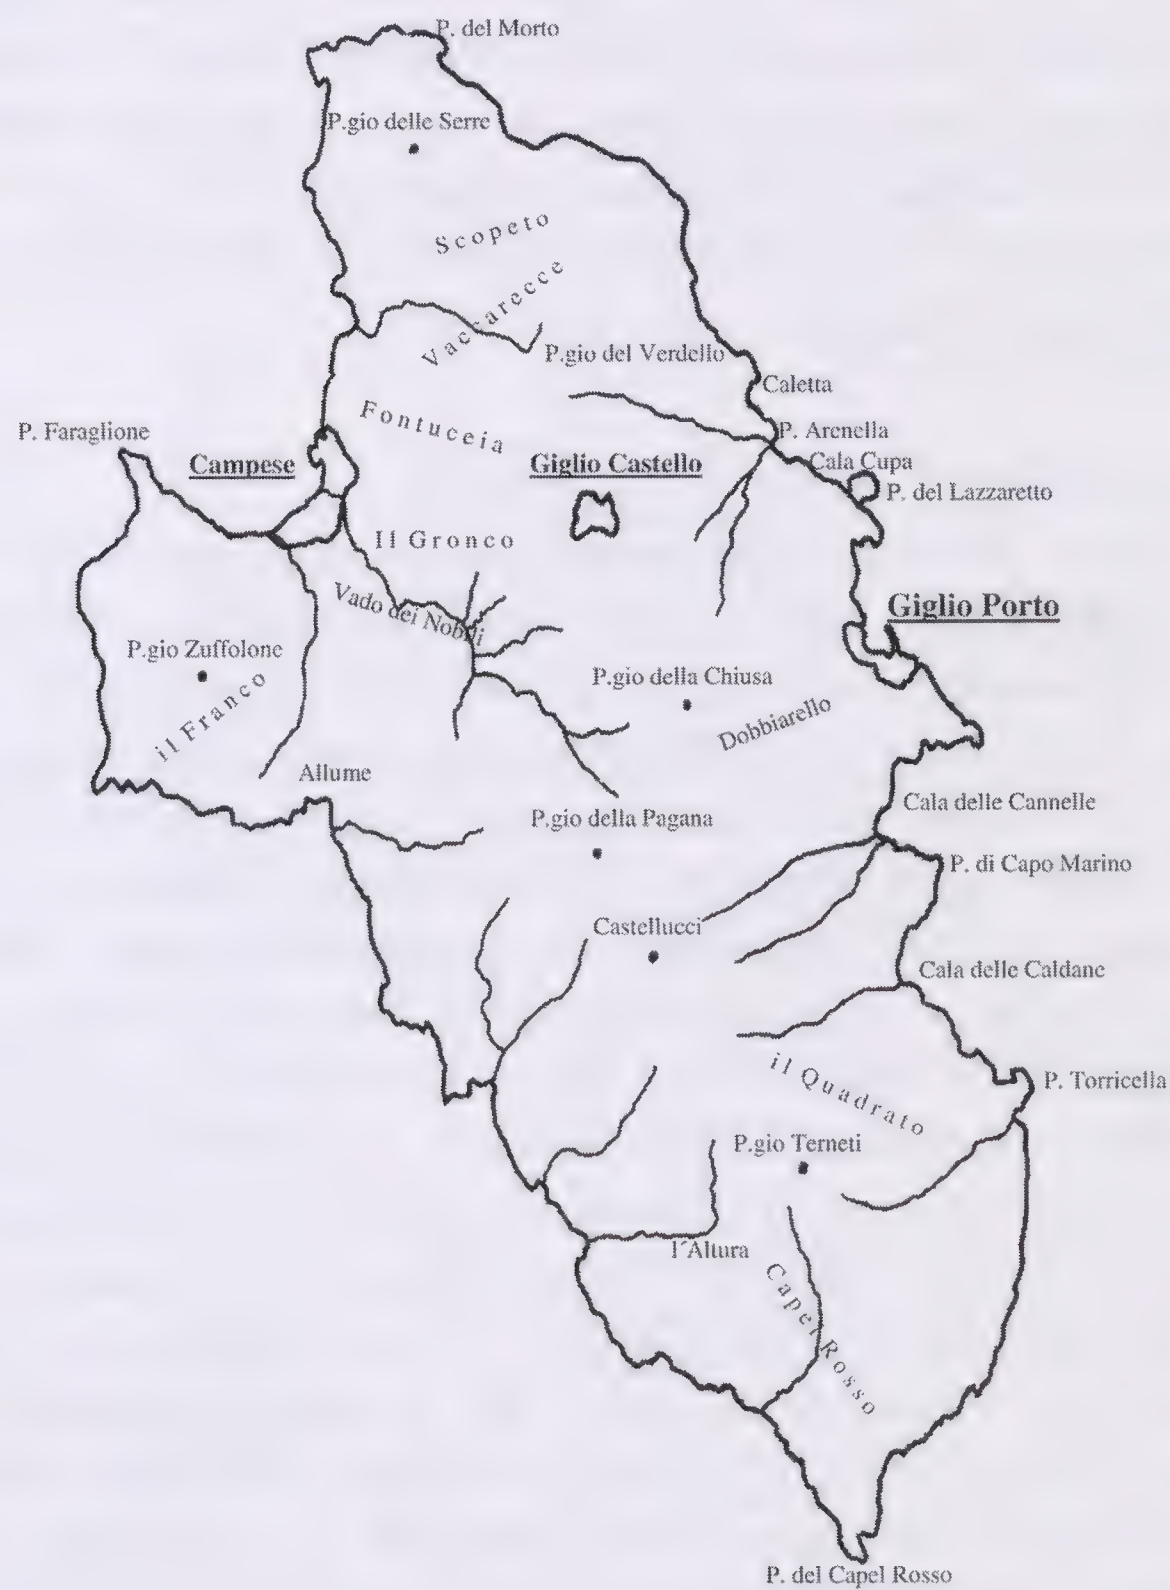 P. del Morto
P.gio delle Serre
Scopeto
Vaccarecce
P.gio del Verdello
Caletta
Fontuceia
P. Faraglione
P. Arenella
Campese
Giglio Castello
Cala Cupa
P. del Lazzaretto
Il Gronco
Vado dei Nobili
Giglio Porto
P.gio Zuffolone
P.gio della Chiusa
il Franco
Dobbiarello
Allume
Cala delle Cannelle
P.gio della Pagana
P. di Capo Marino
Castellucci
Cala delle Caldane
il Quadrato
P. Torricella
P.gio Terneti
l´Altura
Capel Rosso
P. del Capel Rosso